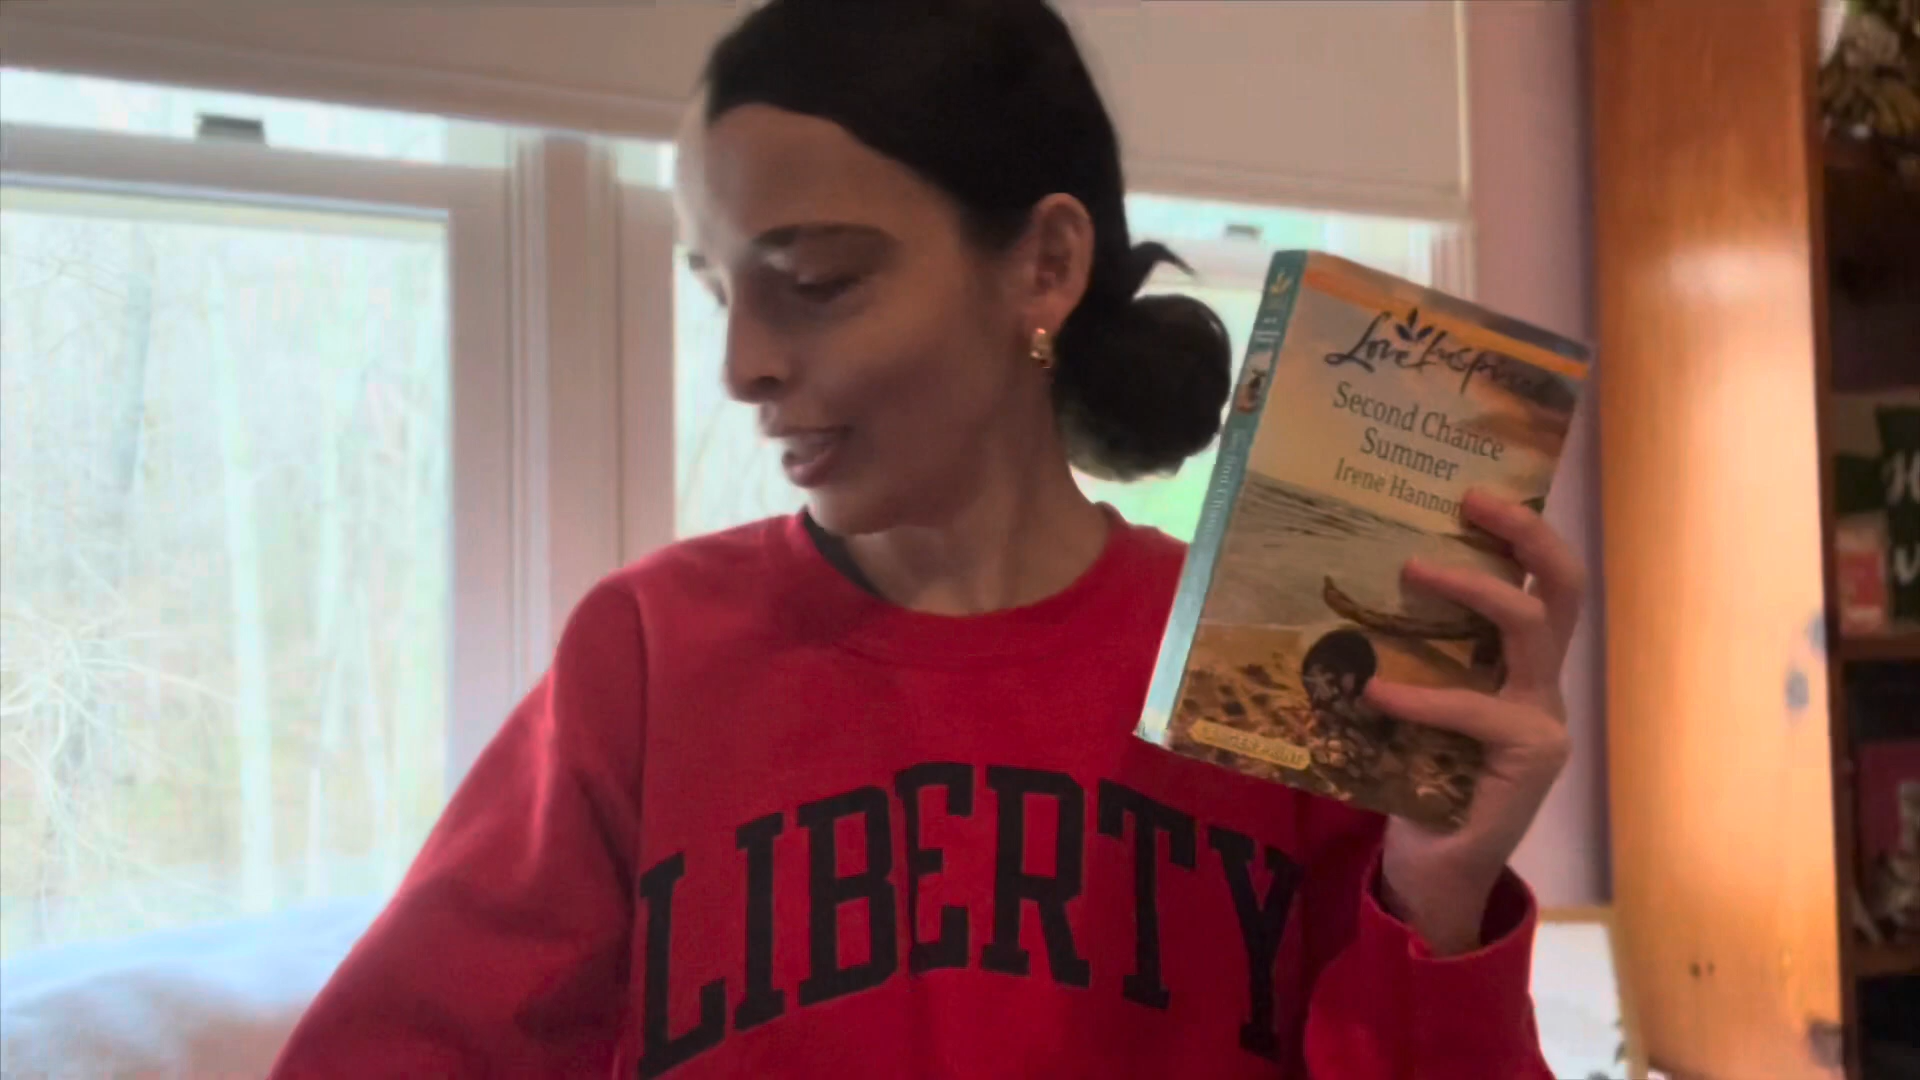 Love Inspired
Second Chance
Summer
Irene Hannon
LIBERTY